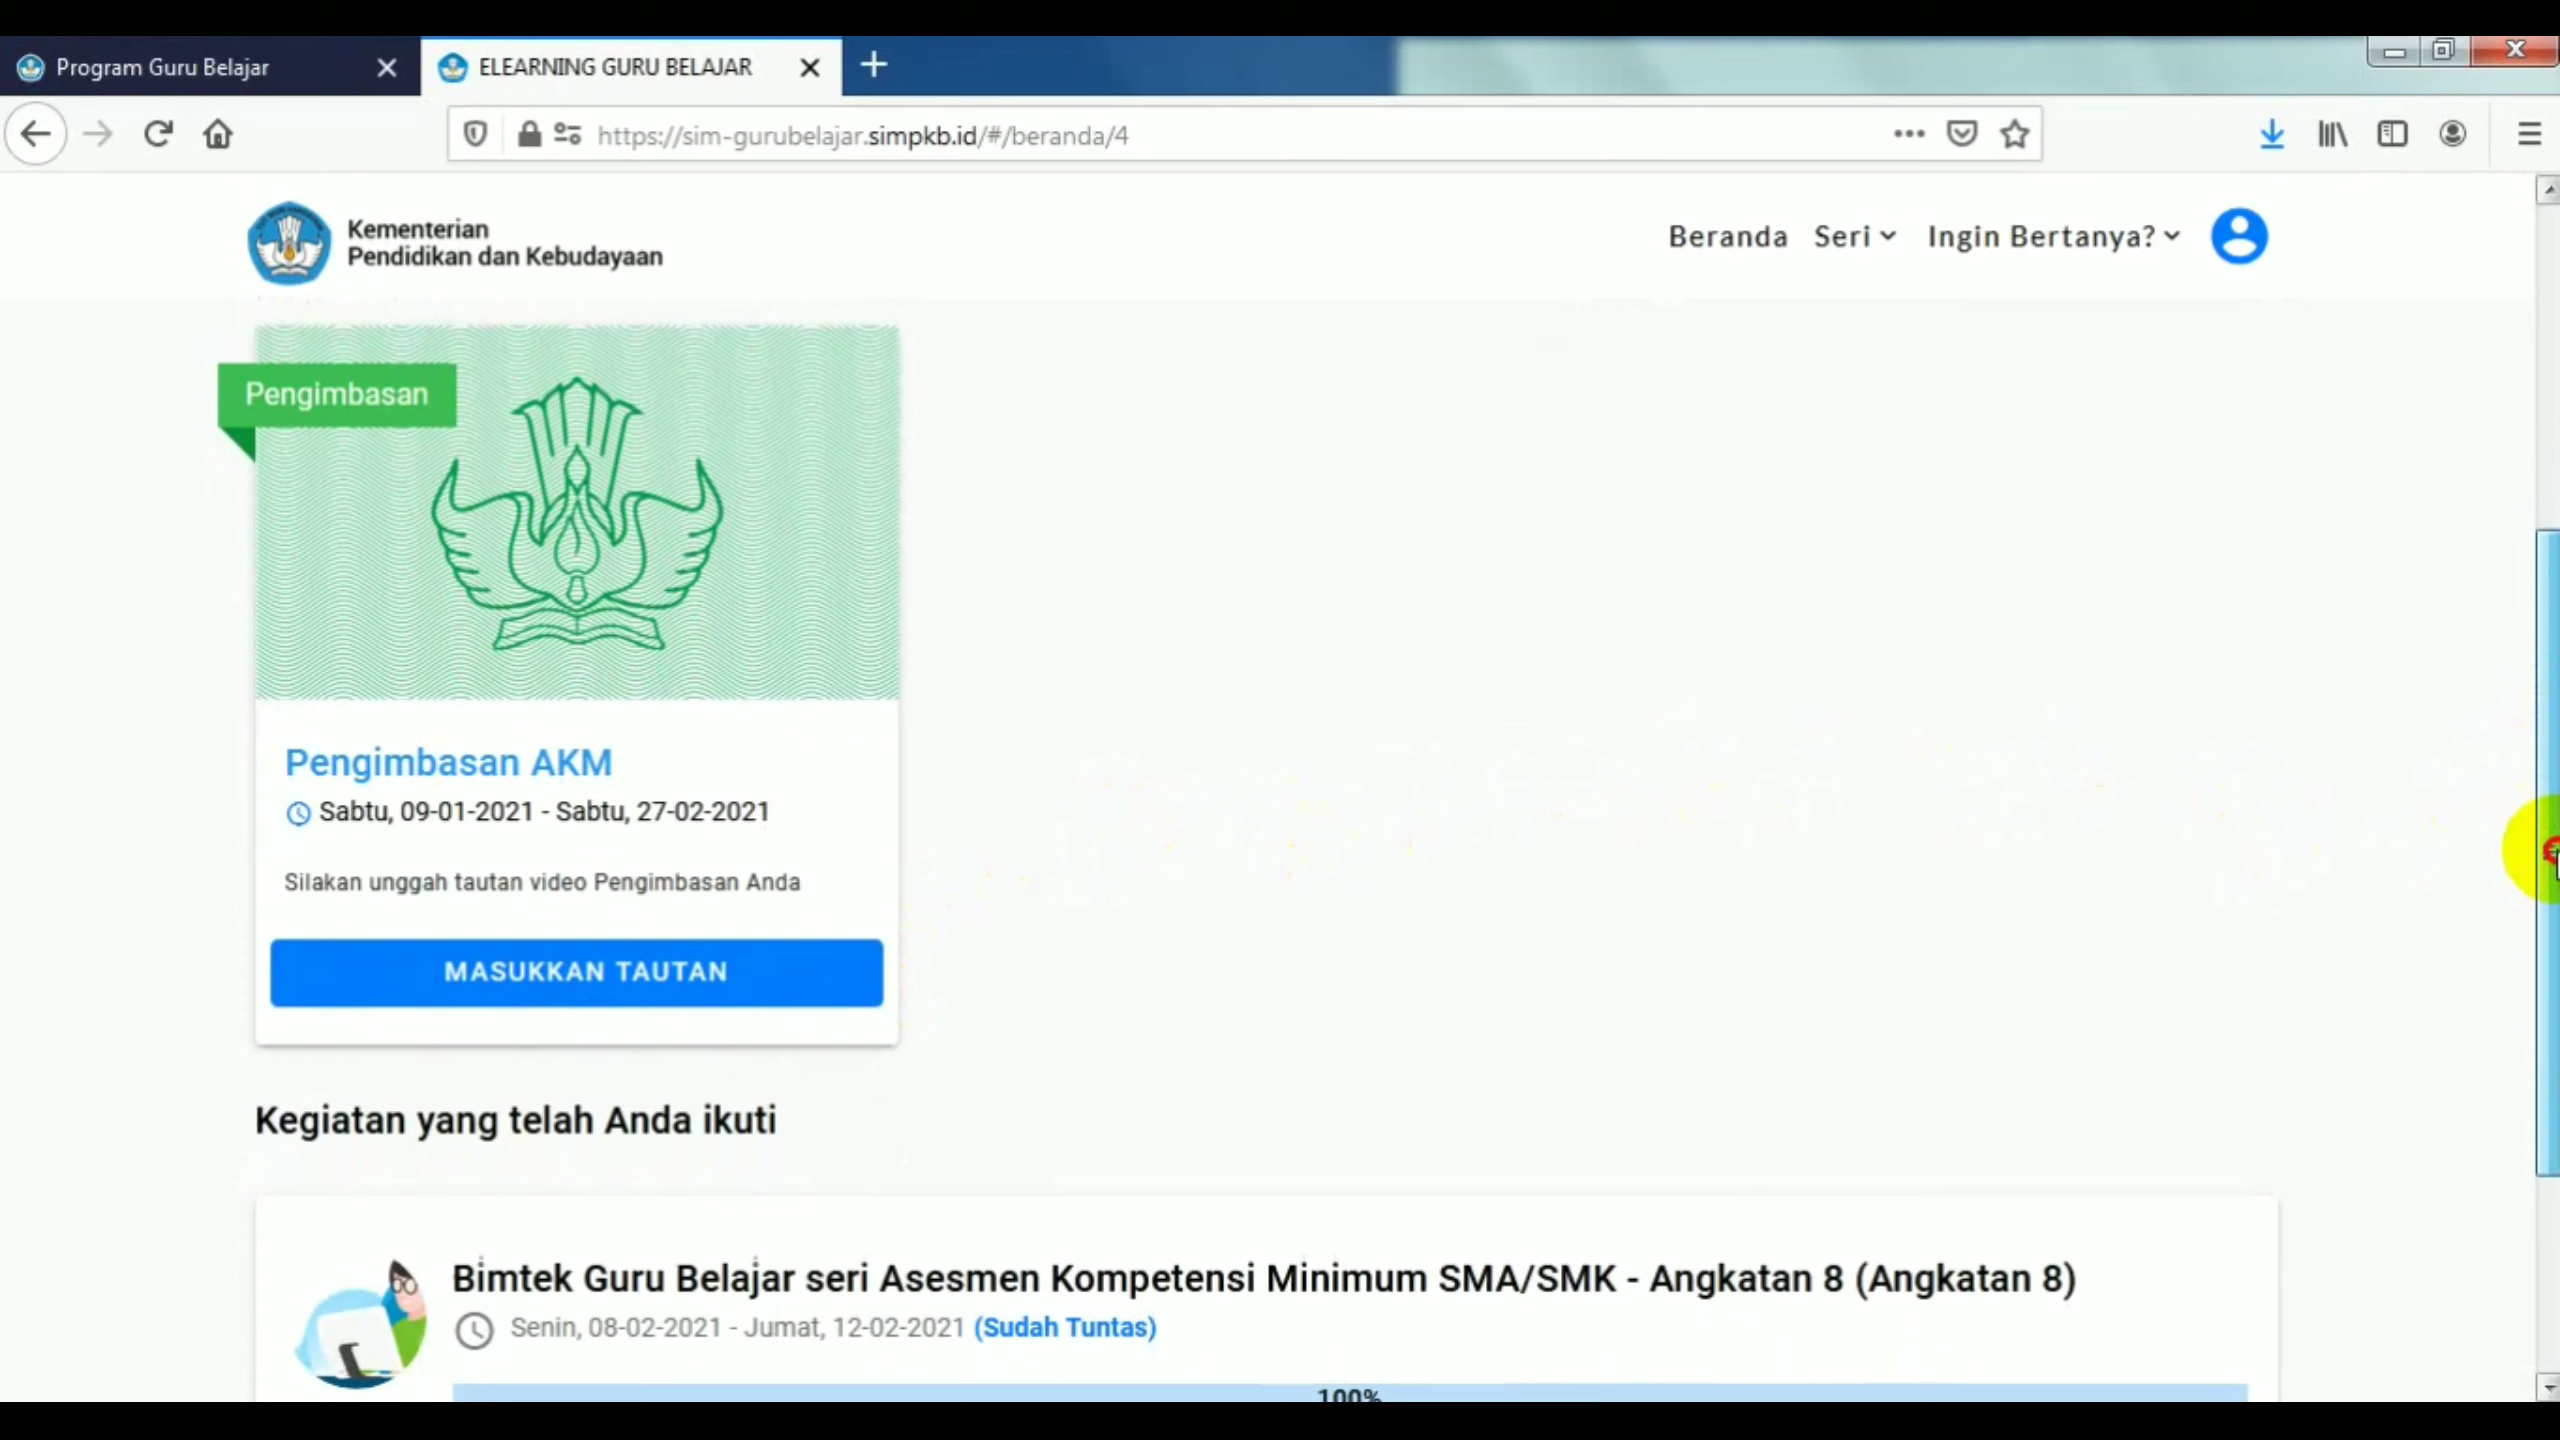 Program Guru Belajar
ELEARNING GURU BELAJAR
https://sim-gurubelajar.simpkb.id/#/beranda/4
Kementerian
Pendidikan dan Kebudayaan
Beranda Seri Ingin Bertanya?
Pengimbasan
Pengimbasan AKM
Sabtu, 09-01-2021 - Sabtu, 27-02-2021
Silakan unggah tautan video Pengimbasan Anda
MASUKKAN TAUTAN
Kegiatan yang telah Anda ikuti
Bimtek Guru Belajar seri Asesmen Kompetensi Minimum SMA/SMK - Angkatan 8 (Angkatan 8)
Senin, 08-02-2021 - Jumat, 12-02-2021 (Sudah Tuntas)
100%